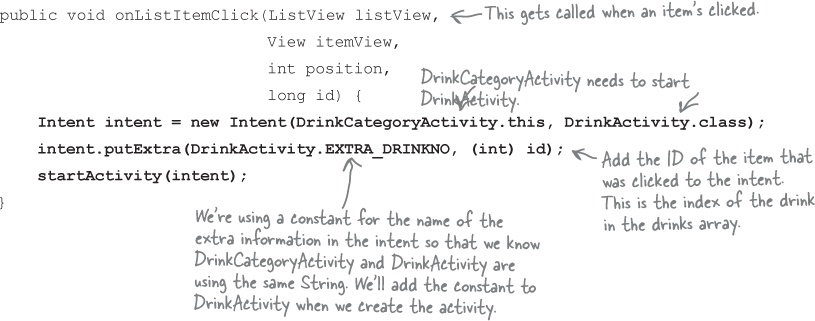 public void onListItemClick(ListView listView,
This gets called when an item's clicked.
View itemView,
int position,
long id) {
DrinkCategoryActivity needs to start
DrinkActivity.
Intent intent = new Intent(DrinkCategoryActivity.this, DrinkActivity.class);
intent.putExtra(DrinkActivity.EXTRA_DRINKNO, (int) id);
startActivity(intent);
}
Add the ID of the item that
was clicked to the intent.
This is the index of the drink
in the drinks array.
We're using a constant for the name of the
extra information in the intent so that we know
DrinkCategoryActivity and DrinkActivity are
using the same String. We'll add the constant to
DrinkActivity when we create the activity.